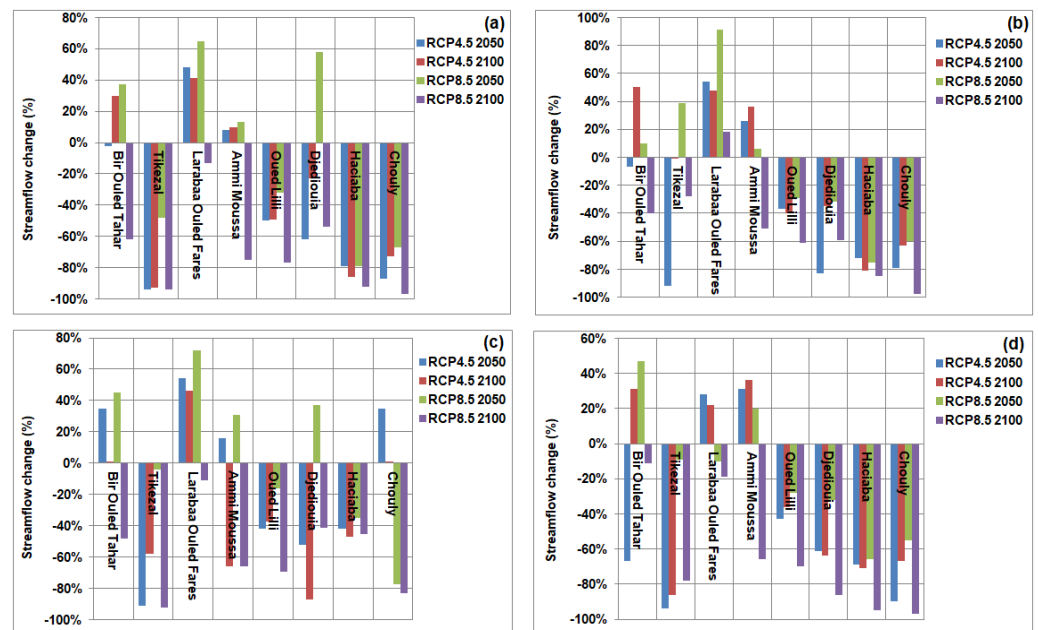 (a)
80%
60%
40%
20%
0%
-20%
-40%
-60%
-80%
-100%
Streamflow change (%)
Bir Ouled Tahar
Tikezal
Larabaa Ouled Fares
Ammi Moussa
Oued Lilli
Djediouia
Haciaba
Chouly
RCP4.5 2050
RCP4.5 2100
RCP8.5 2050
RCP8.5 2100
(b)
100%
80%
60%
40%
20%
0%
-20%
-40%
-60%
-80%
-100%
Streamflow change (%)
Bir Ouled Tahar
Tikezal
Larabaa Ouled Fares
Ammi Moussa
Oued Lilli
Djediouia
Haciaba
Chouly
RCP4.5 2050
RCP4.5 2100
RCP8.5 2050
RCP8.5 2100
(c)
80%
60%
40%
20%
0%
-20%
-40%
-60%
-80%
-100%
Streamflow change (%)
Bir Ouled Tahar
Tikezal
Larabaa Ouled Fares
Ammi Moussa
Oued Lilli
Djediouia
Haciaba
Chouly
RCP4.5 2050
RCP4.5 2100
RCP8.5 2050
RCP8.5 2100
(d)
60%
40%
20%
0%
-20%
-40%
-60%
-80%
-100%
Streamflow change (%)
Bir Ouled Tahar
Tikezal
Larabaa Ouled Fares
Ammi Moussa
Oued Lilli
Djediouia
Haciaba
Chouly
RCP4.5 2050
RCP4.5 2100
RCP8.5 2050
RCP8.5 2100